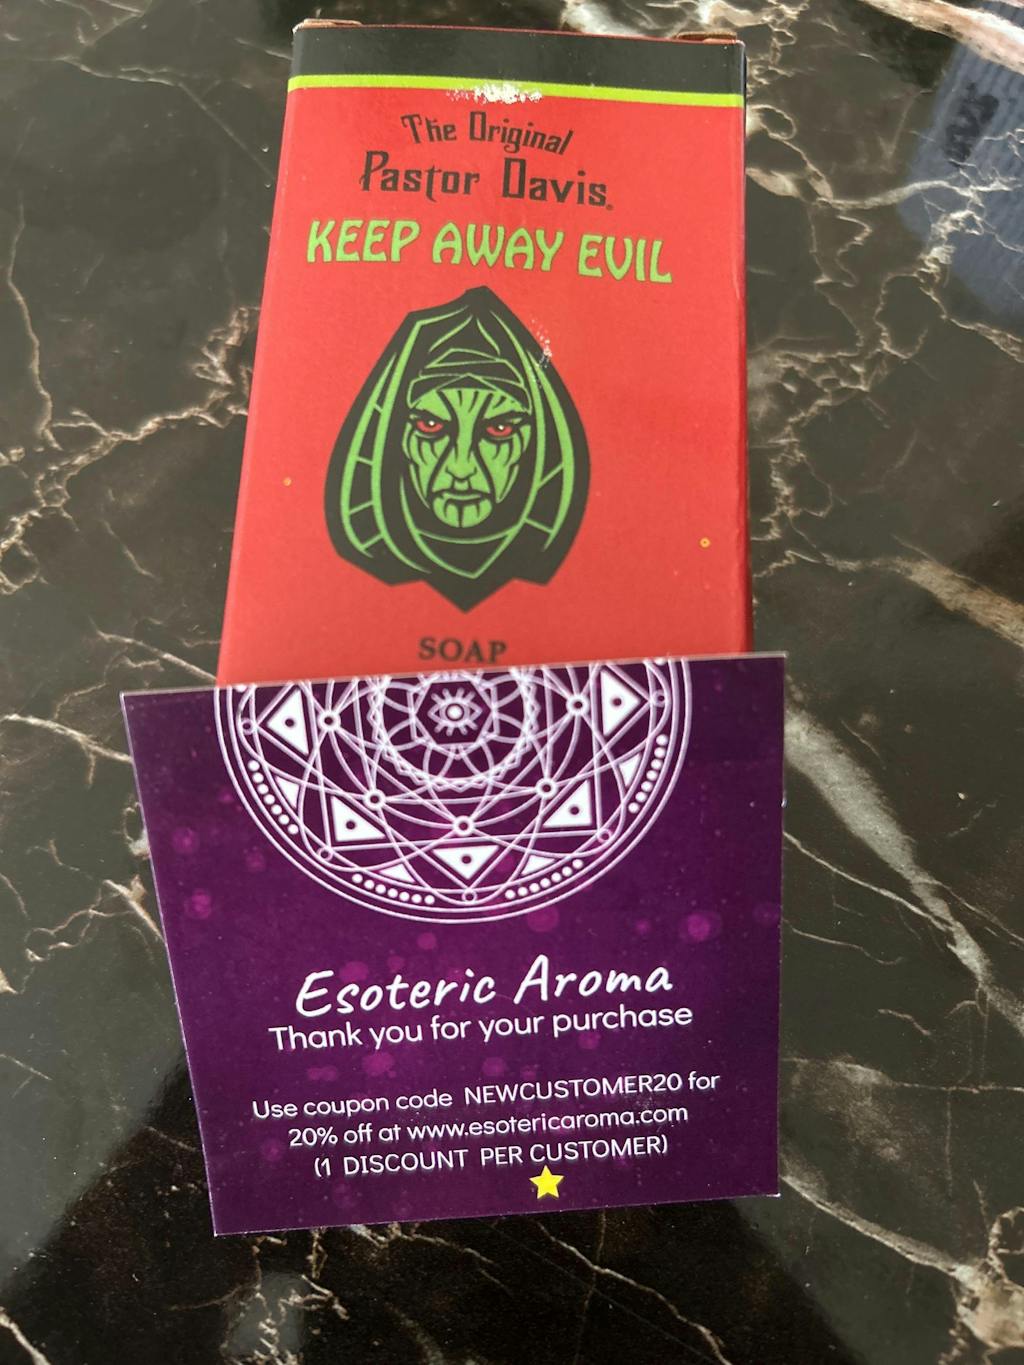 The Original
Pastor Davis®
KEEP AWAY EVIL
SOAP
Esoteric Aroma
Thank you for your purchase
Use coupon code NEWCUSTOMER20 for
20% off at www.esotericaroma.com
(1 DISCOUNT PER CUSTOMER)